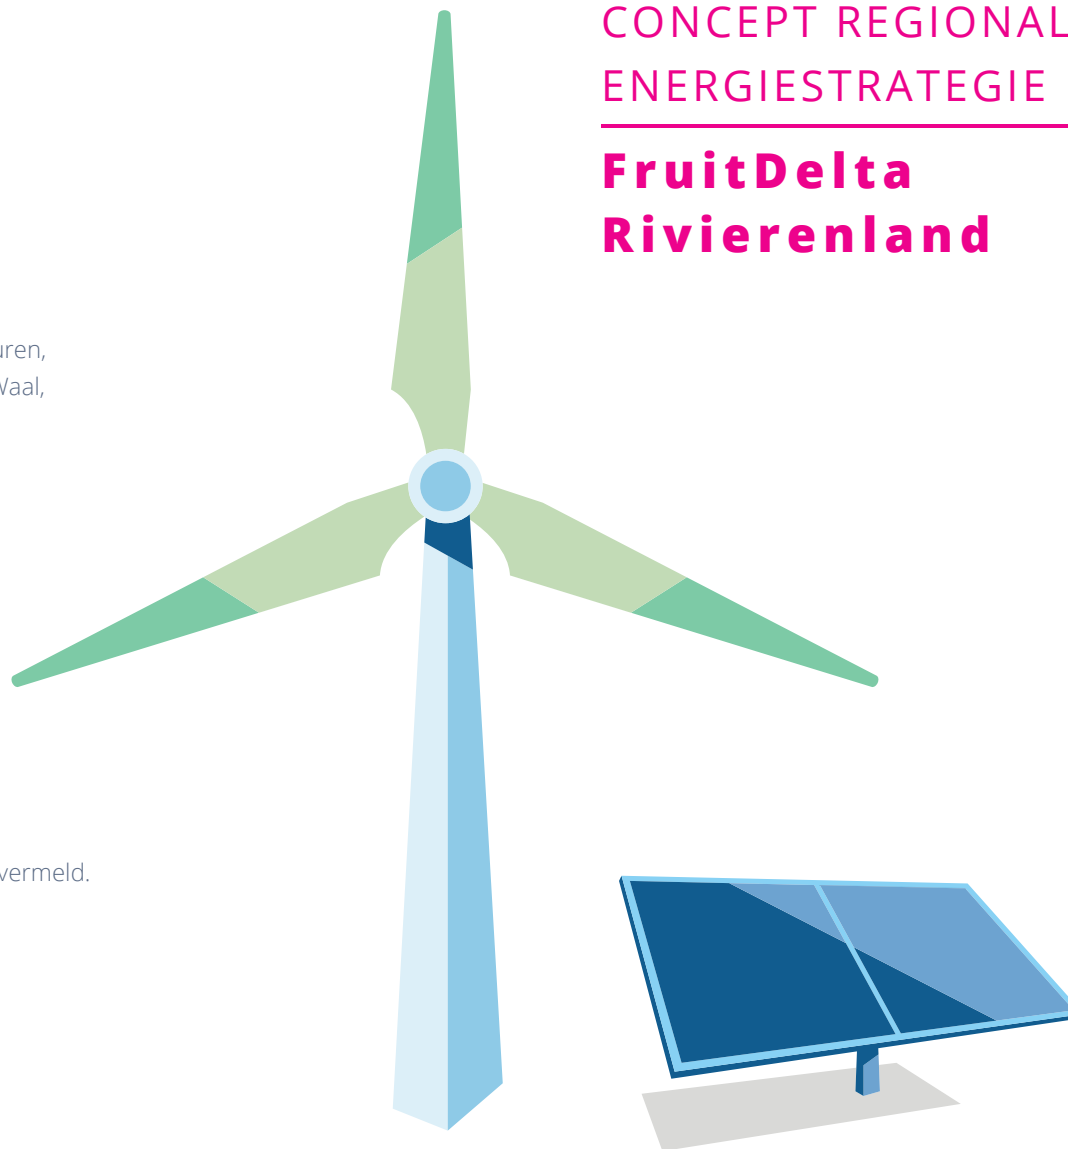 CONCEPT REGIONAL
ENERGIESTRATEGIE
FruitDelta
Rivierenland
uren,
Waal,
vermeld.